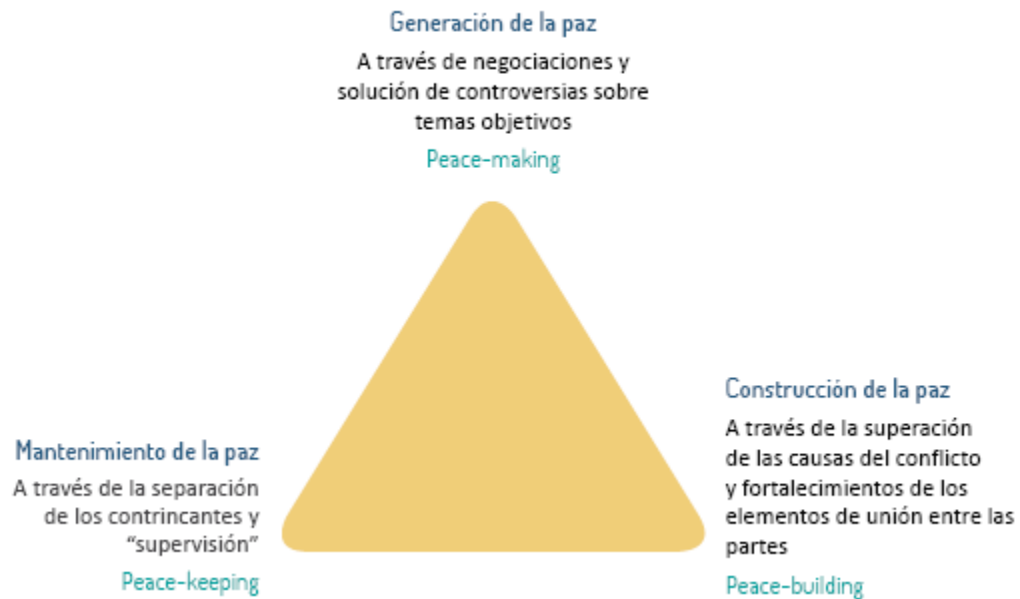 Generación de la paz
A través de negociaciones y
solución de controversias sobre
temas objetivos
Peace-making
Mantenimiento de la paz
A través de la separación
de los contrincantes y
“supervisión”
Peace-keeping
Construcción de la paz
A través de la superación
de las causas del conflicto
y fortalecimientos de los
elementos de unión entre las
partes
Peace-building